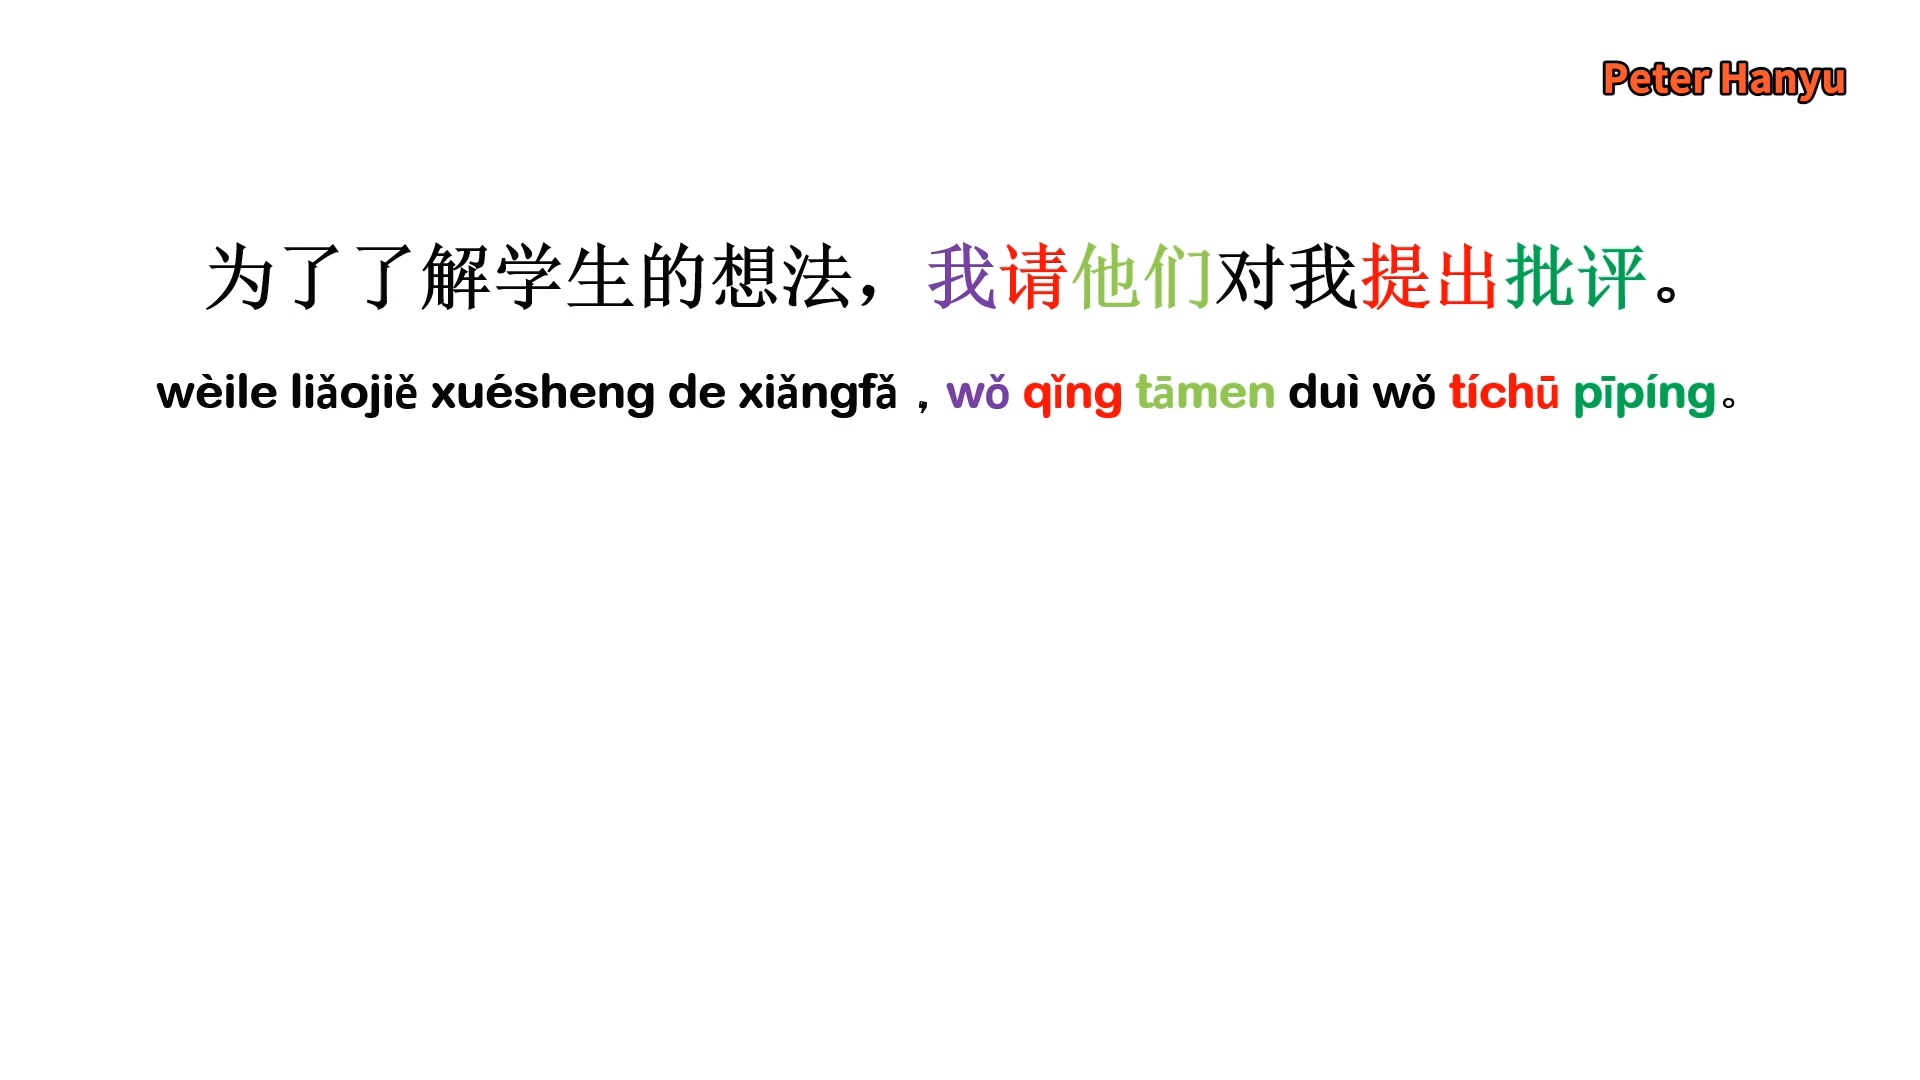 Peter Hanyu
为了了解学生的想法，我请他们对我提出批评。
wèile liǎojiě xuésheng de xiǎngfǎ，wǒ qǐng tāmen duì wǒ tíchū pīpíng。